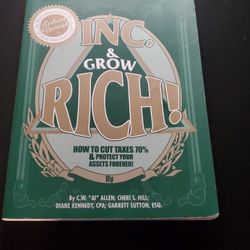 INC.
&
GROW
RICH!
HOW TO CUT TAXES 70%
& PROTECT YOUR
ASSETS FOREVER!
By
By C.W. "Al" ALLEN; CHERI S. HILL;
DIANE KENNEDY, CPA; GARRETT SUTTON, ESQ.